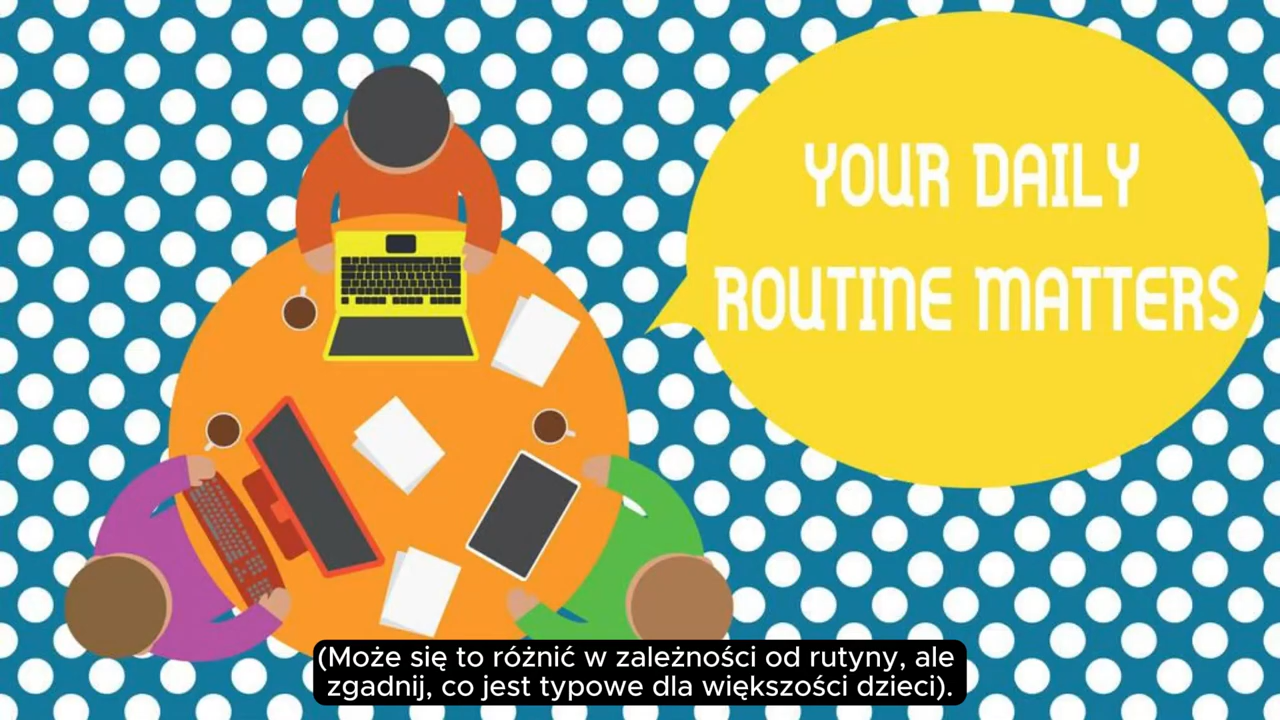 YOUR DAILY
ROUTINE MATTERS
(Może się to różnić w zależności od rutyny, ale
zgadnij, co jest typowe dla większości dzieci).